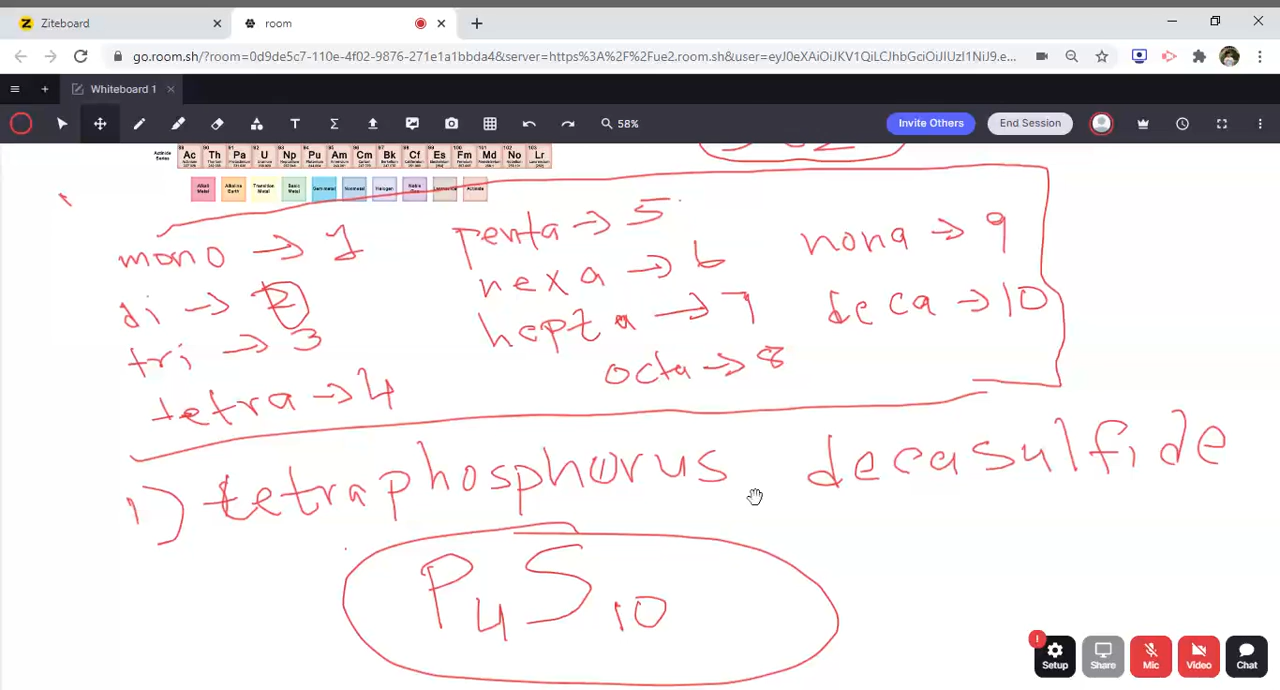 Ziteboard
room
go.room.sh/?room=0d9de5c7-110e-4f02-9876-271e1a1bbda4&server=https%3A%2F%2Fue2.room.sh&user=eyJ0eXAiOiJKV1QiLCJhbGciOiJIUzI1NiJ9.e...
Whiteboard 1
58%
Invite Others
End Session
Ac Th Pa U Np Pu Am Cm Bk Cf Es Fm Md No Lr
mono → 1
di → 2
tri → 3
tetra → 4
penta → 5
hexa → 6
hepta → 7
octa → 8
nona → 9
deca → 10
1) tetraphosphorus decasulfide
P4S10
Setup
Share
Mic
Video
Chat